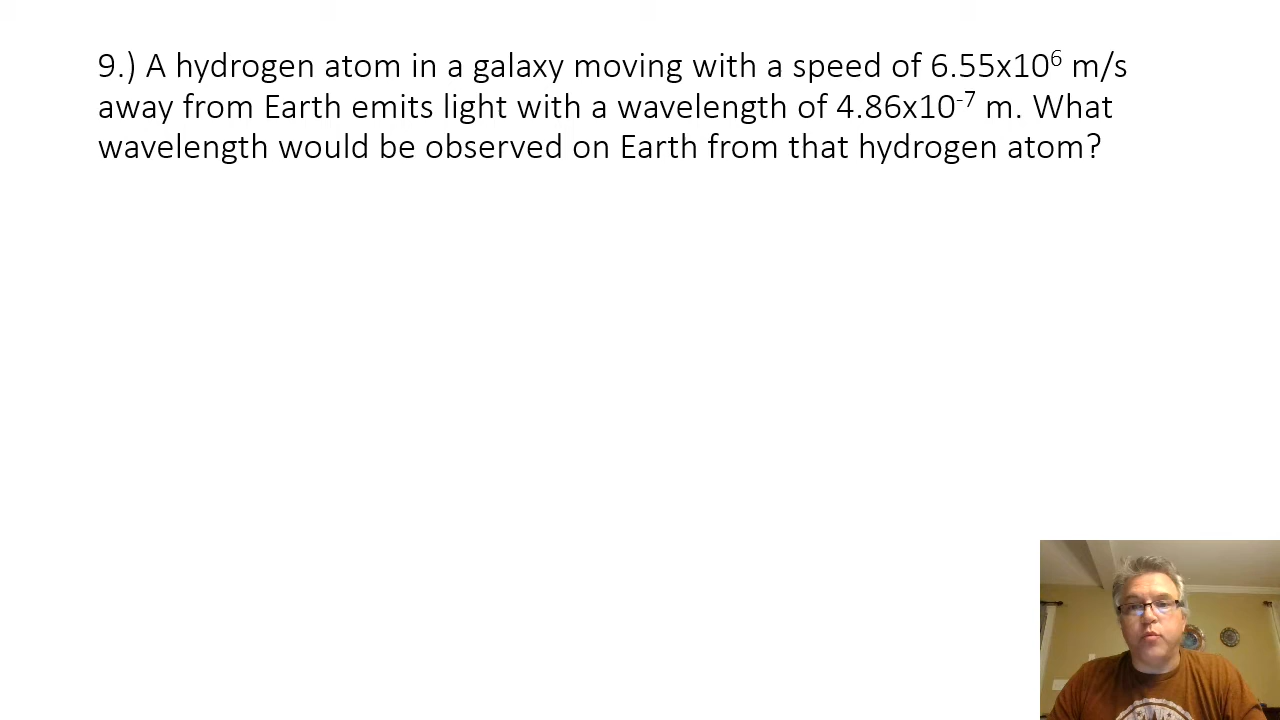 9.) A hydrogen atom in a galaxy moving with a speed of 6.55x10⁶ m/s
away from Earth emits light with a wavelength of 4.86x10⁻⁷ m. What
wavelength would be observed on Earth from that hydrogen atom?